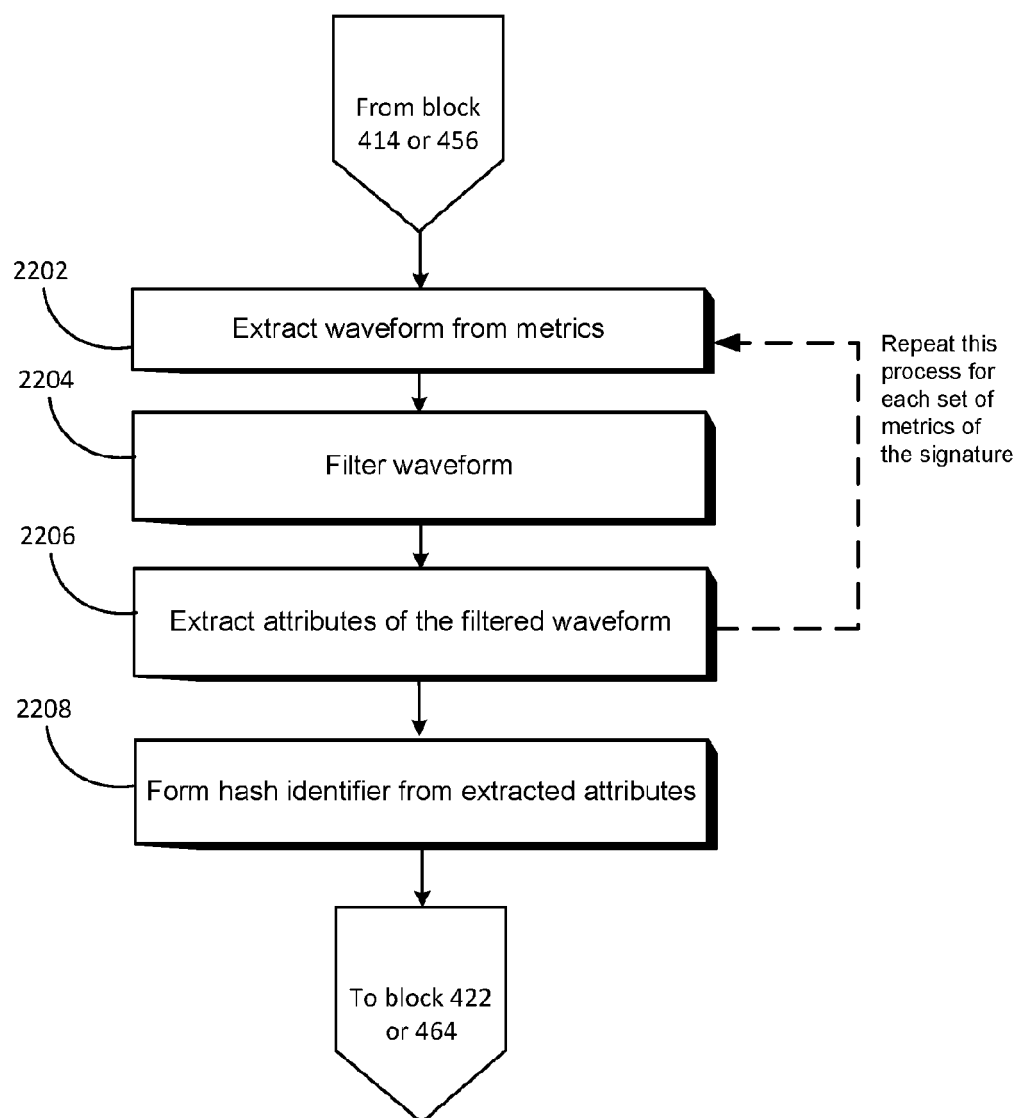 From block
414 or 456
2202
Extract waveform from metrics
Repeat this
process for
each set of
metrics of
the signature
2204
Filter waveform
2206
Extract attributes of the filtered waveform
2208
Form hash identifier from extracted attributes
To block 422
or 464